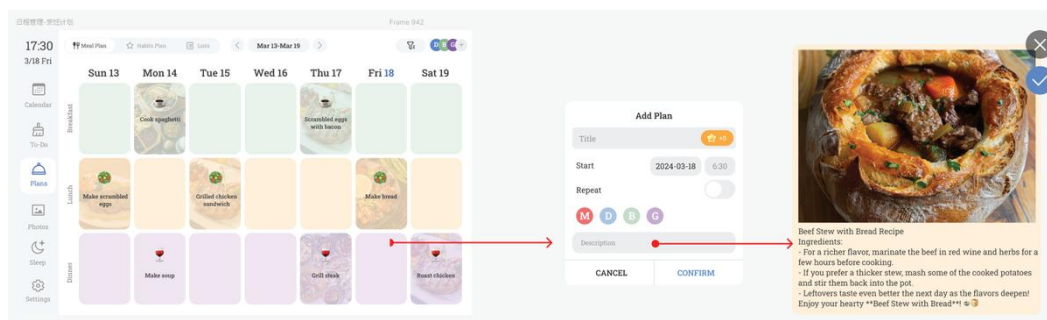 日程管理-烹饪计划
Frame 942
17:30
3/18 Fri
Meal Plan
Habits Plan
Lists
Mar 13-Mar 19
D
B
G
Sun 13
Mon 14
Tue 15
Wed 16
Thu 17
Fri 18
Sat 19
Calendar
To-Do
Plans
Photos
Sleep
Settings
Breakfast
Cook spaghetti
Scrambled eggs
with bacon
Lunch
Make scrambled
eggs
Grilled chicken
sandwich
Make bread
Dinner
Make soup
Grill steak
Roast chicken
Add Plan
Title
+0
Start
2024-03-18
6:30
Repeat
M
D
B
G
Description
CANCEL
CONFIRM
Beef Stew with Bread Recipe
Ingredients:
- For a richer flavor, marinate the beef in red wine and herbs for a
few hours before cooking.
- If you prefer a thicker stew, mash some of the cooked potatoes
and stir them back into the pot.
- Leftovers taste even better the next day as the flavors deepen!
Enjoy your hearty **Beef Stew with Bread**! 🍲🍞